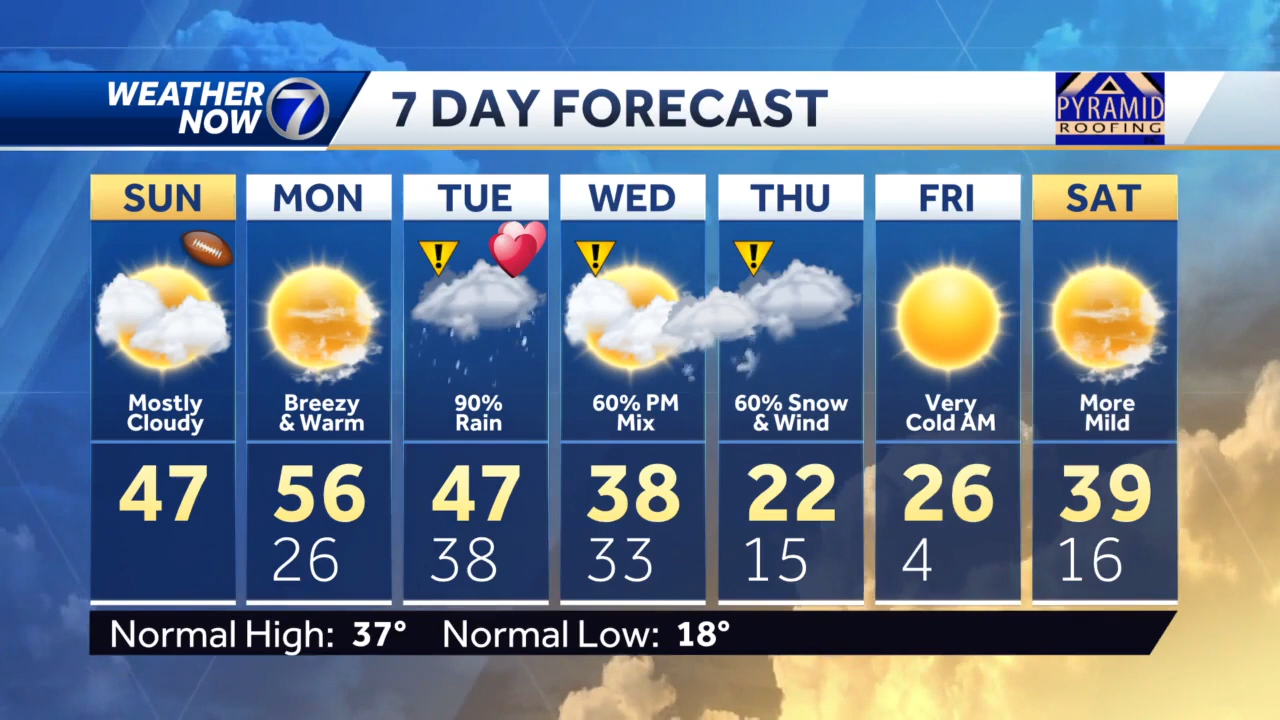 WEATHER
NOW 7
7 DAY FORECAST
PYRAMID
ROOFING
SUN
MON
TUE
WED
THU
FRI
SAT
!
!
!
Mostly
Cloudy
Breezy
& Warm
90%
Rain
60% PM
Mix
60% Snow
& Wind
Very
Cold AM
More
Mild
47
56
47
38
22
26
39
26
38
33
15
4
16
Normal High: 37° Normal Low: 18°